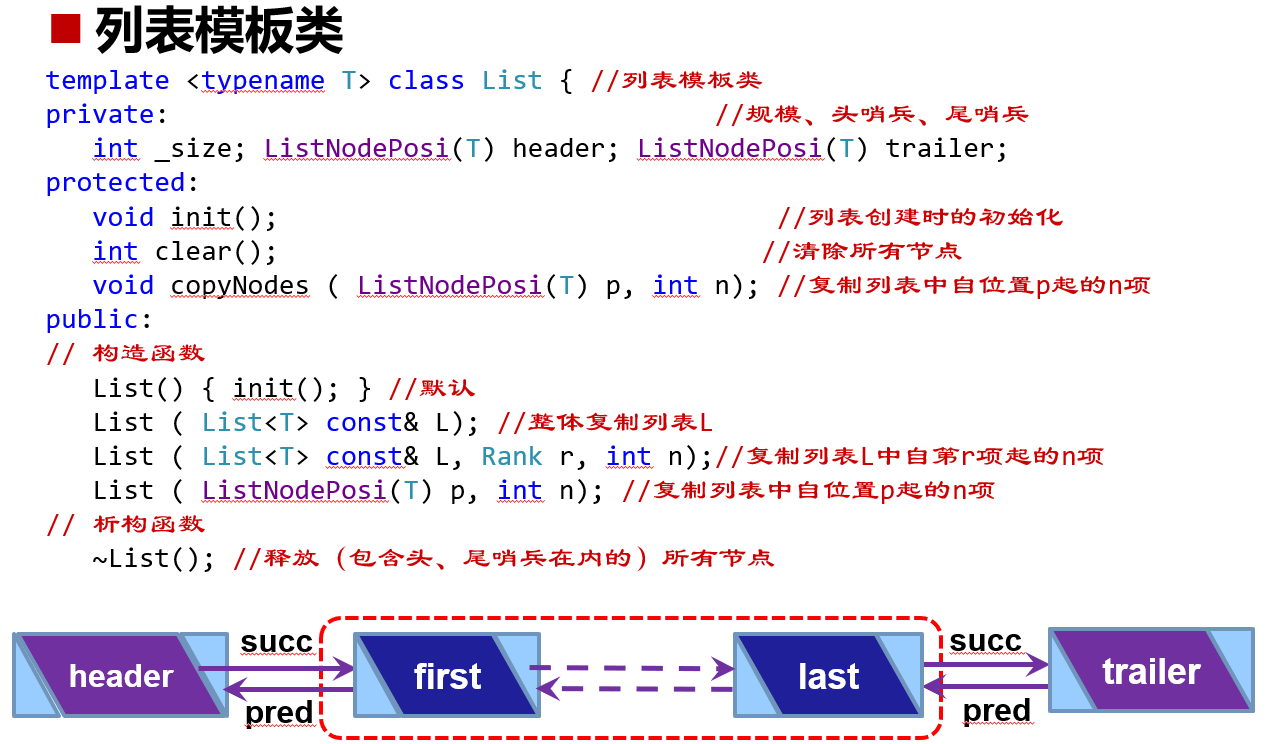 列表模板类
template <typename T> class List { //列表模板类
private: //规模、头哨兵、尾哨兵
int _size; ListNodePosi(T) header; ListNodePosi(T) trailer;
protected:
void init(); //列表创建时的初始化
int clear(); //清除所有节点
void copyNodes ( ListNodePosi(T) p, int n); //复制列表中自位置p起的n项
public:
// 构造函数
List() { init(); } //默认
List ( List<T> const& L); //整体复制列表L
List ( List<T> const& L, Rank r, int n);//复制列表L中自第r项起的n项
List ( ListNodePosi(T) p, int n); //复制列表中自位置p起的n项
// 析构函数
~List(); //释放（包含头、尾哨兵在内的）所有节点
succ succ
header first last trailer
pred pred